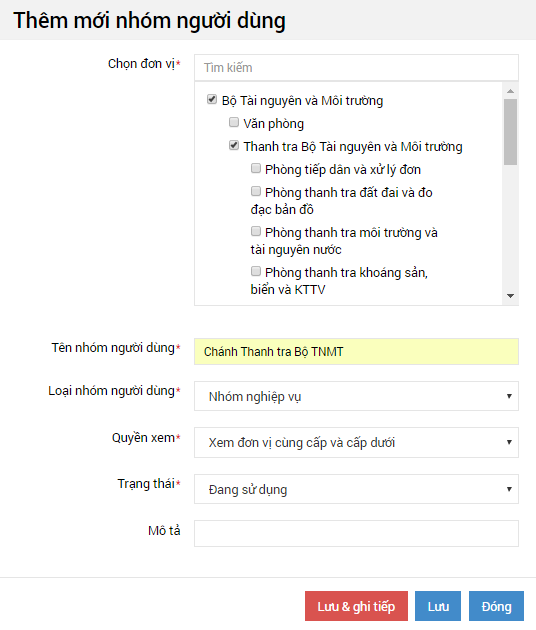 Thêm mới nhóm người dùng
Chọn đơn vị*
Tìm kiếm
Bộ Tài nguyên và Môi trường
Văn phòng
Thanh tra Bộ Tài nguyên và Môi trường
Phòng tiếp dân và xử lý đơn
Phòng thanh tra đất đai và đo
đạc bản đồ
Phòng thanh tra môi trường và
tài nguyên nước
Phòng thanh tra khoáng sản,
biển và KTTV
Tên nhóm người dùng*
Chánh Thanh tra Bộ TNMT
Loại nhóm người dùng*
Nhóm nghiệp vụ
Quyền xem*
Xem đơn vị cùng cấp và cấp dưới
Trạng thái*
Đang sử dụng
Mô tả
Lưu & ghi tiếp
Lưu
Đóng